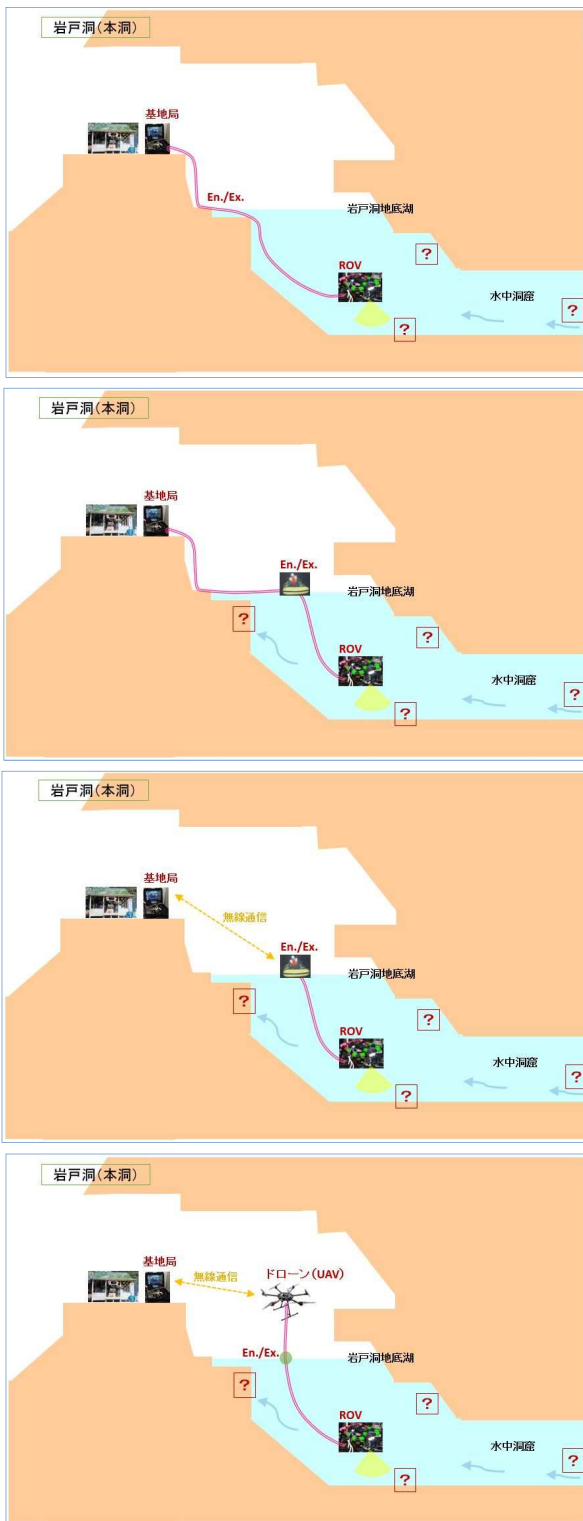 岩戸洞(本洞)
基地局
En./Ex.
岩戸洞地底湖
?
ROV
水中洞窟
?
?
岩戸洞(本洞)
基地局
En./Ex.
岩戸洞地底湖
?
?
ROV
水中洞窟
?
?
岩戸洞(本洞)
基地局
無線通信
En./Ex.
岩戸洞地底湖
?
?
ROV
水中洞窟
?
?
岩戸洞(本洞)
基地局
無線通信
ドローン(UAV)
En./Ex.
岩戸洞地底湖
?
?
ROV
水中洞窟
?
?